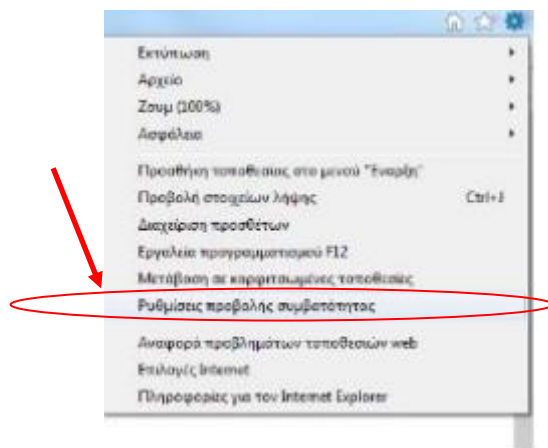 Εκτύπωση
Αρχείο
Ζουμ (100%)
Ασφάλεια
Προσθήκη τοποθεσίας στο μενού "Έναρξη"
Προβολή στοιχείων λήψης Ctrl+J
Διαχείριση προσθέτων
Εργαλεία προγραμματισμού F12
Μετάβαση σε καρφιτσωμένες τοποθεσίες
Ρυθμίσεις προβολής συμβατότητας
Αναφορά προβλημάτων τοποθεσιών web
Επιλογές Internet
Πληροφορίες για τον Internet Explorer